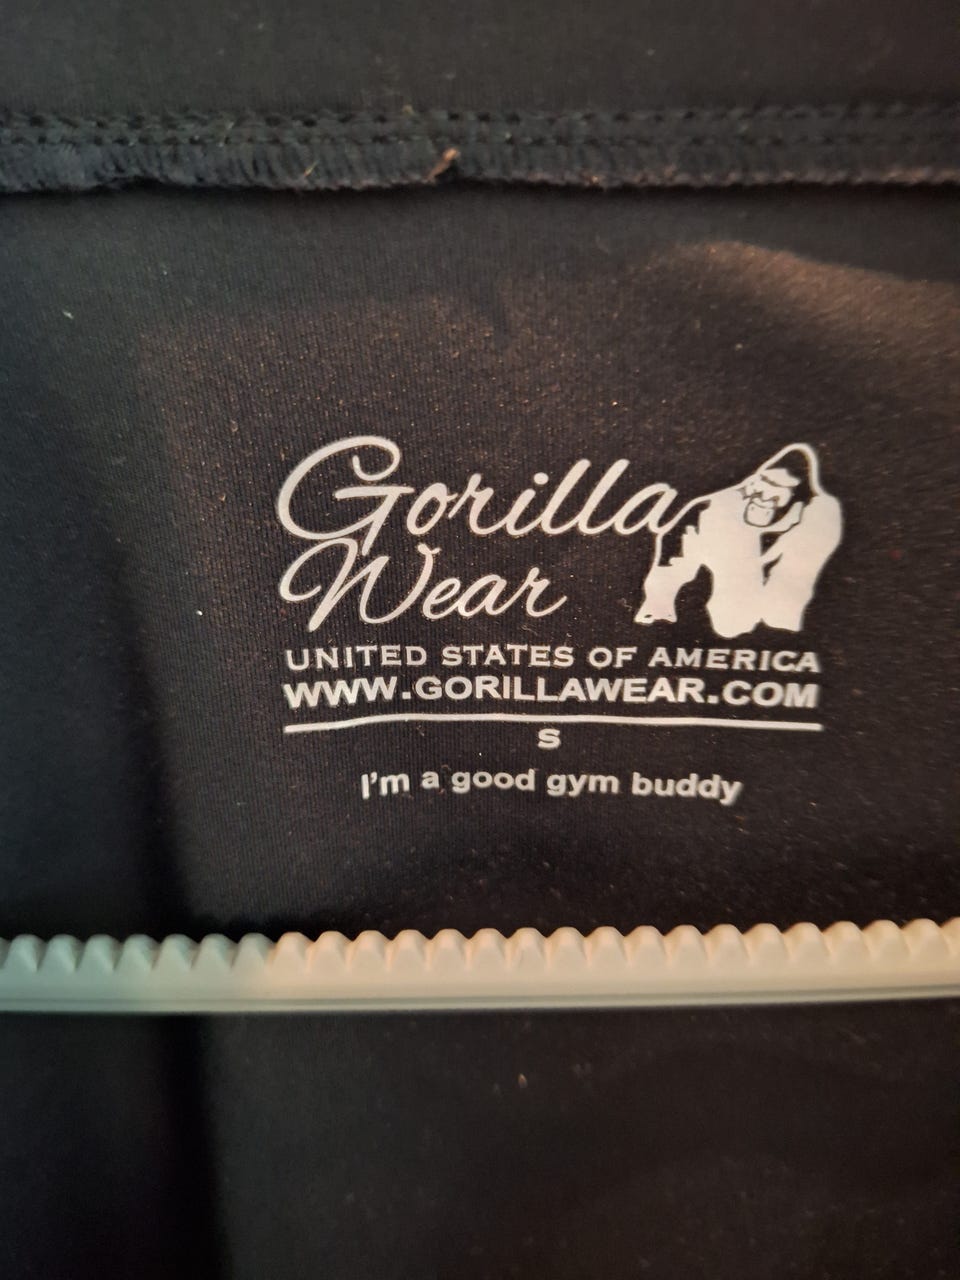 Gorilla
Wear
UNITED STATES OF AMERICA
WWW.GORILLAWEAR.COM
S
I'm a good gym buddy